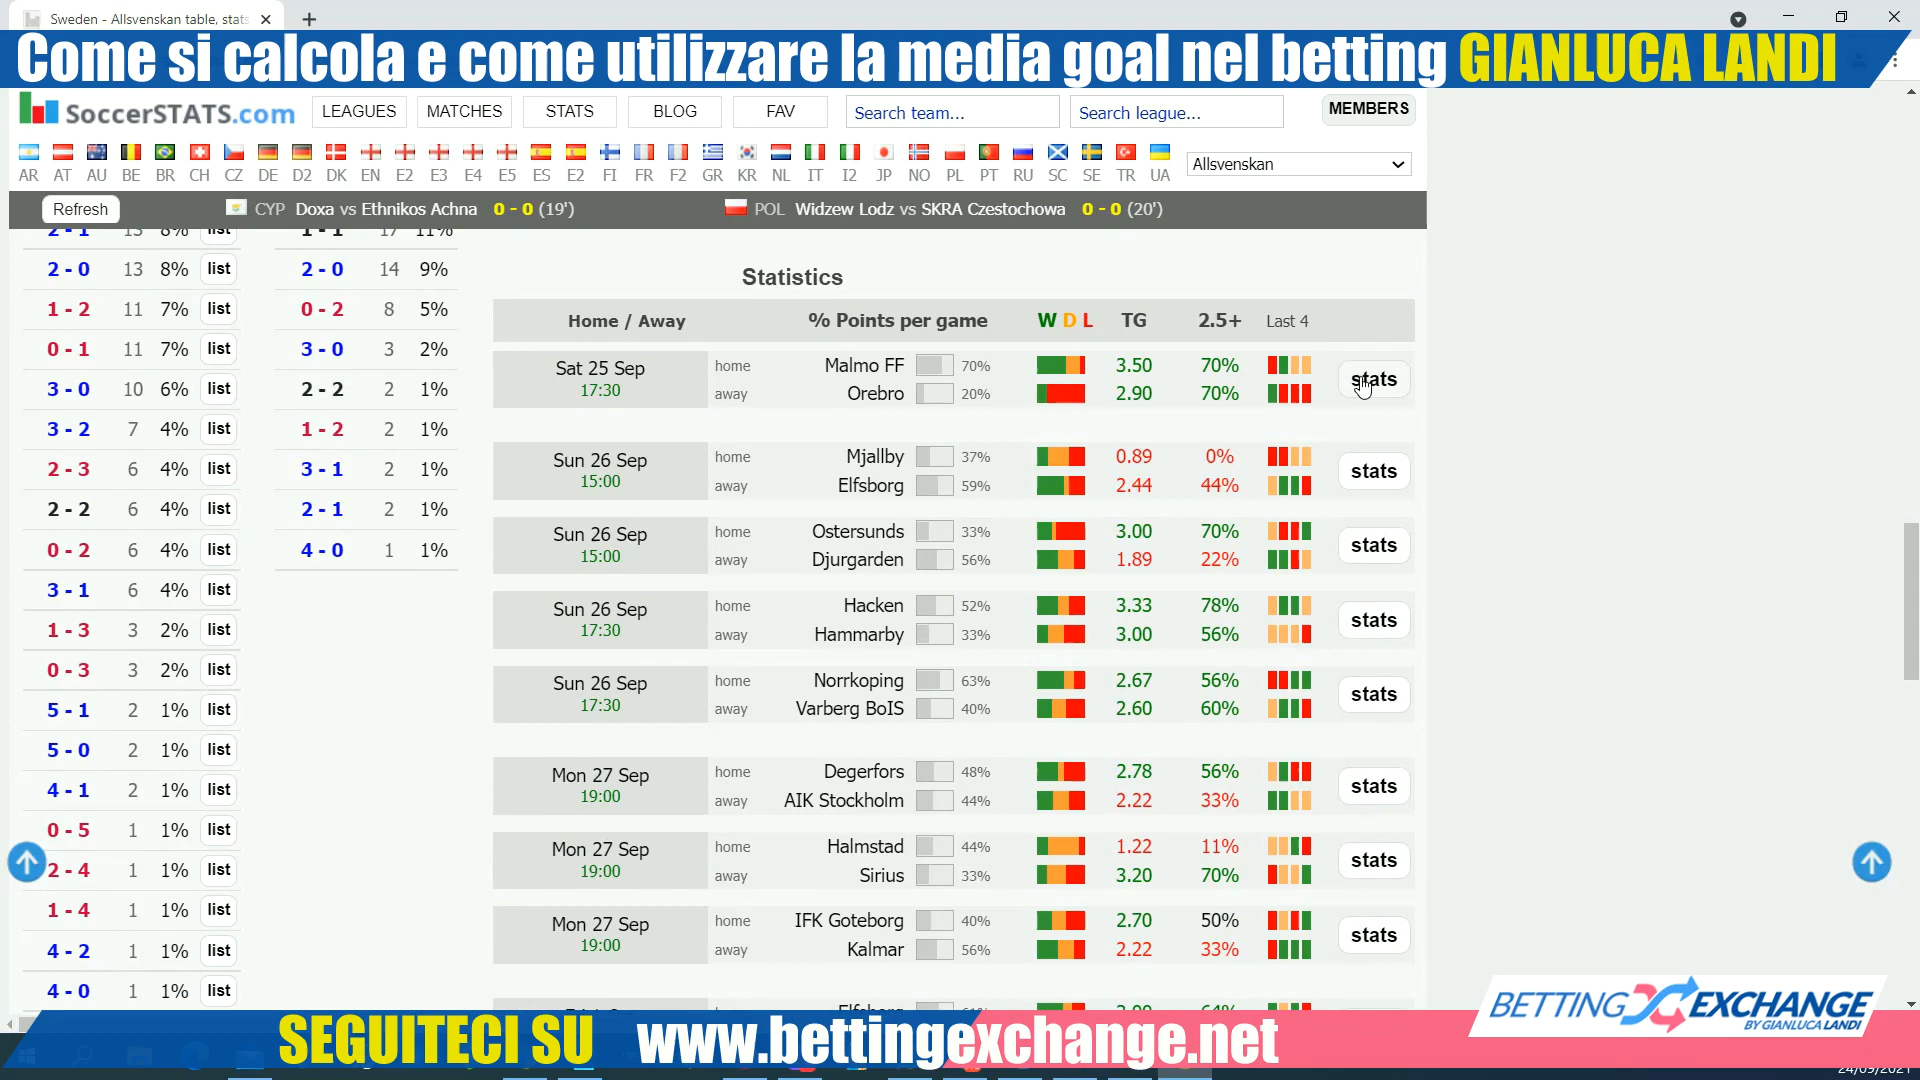 Sweden - Allsvenskan table, stats
Come si calcola e come utilizzare la media goal nel betting GIANLUCA LANDI
SoccerSTATS.com LEAGUES MATCHES STATS BLOG FAV Search team... Search league... MEMBERS
AR AT AU BE BR CH CZ DE D2 DK EN E2 E3 E4 E5 ES E2 FI FR F2 GR KR NL IT I2 JP NO PL PT RU SC SE TR UA Allsvenskan
Refresh CYP Doxa vs Ethnikos Achna 0 - 0 (19') POL Widzew Lodz vs SKRA Czestochowa 0 - 0 (20')
2 - 1 13 8% list 1 - 1 17 11%
2 - 0 13 8% list 2 - 0 14 9%
1 - 2 11 7% list 0 - 2 8 5%
0 - 1 11 7% list 3 - 0 3 2%
3 - 0 10 6% list 2 - 2 2 1%
3 - 2 7 4% list 1 - 2 2 1%
2 - 3 6 4% list 3 - 1 2 1%
2 - 2 6 4% list 2 - 1 2 1%
0 - 2 6 4% list 4 - 0 1 1%
3 - 1 6 4% list
1 - 3 3 2% list
0 - 3 3 2% list
5 - 1 2 1% list
5 - 0 2 1% list
4 - 1 2 1% list
0 - 5 1 1% list
2 - 4 1 1% list
1 - 4 1 1% list
4 - 2 1 1% list
4 - 0 1 1% list
Statistics
Home / Away % Points per game W D L TG 2.5+ Last 4
Sat 25 Sep 17:30 stats
home Malmo FF 70% 3.50 70%
away Orebro 20% 2.90 70%
Sun 26 Sep 15:00 stats
home Mjallby 37% 0.89 0%
away Elfsborg 59% 2.44 44%
Sun 26 Sep 15:00 stats
home Ostersunds 33% 3.00 70%
away Djurgarden 56% 1.89 22%
Sun 26 Sep 17:30 stats
home Hacken 52% 3.33 78%
away Hammarby 33% 3.00 56%
Sun 26 Sep 17:30 stats
home Norrkoping 63% 2.67 56%
away Varberg BoIS 40% 2.60 60%
Mon 27 Sep 19:00 stats
home Degerfors 48% 2.78 56%
away AIK Stockholm 44% 2.22 33%
Mon 27 Sep 19:00 stats
home Halmstad 44% 1.22 11%
away Sirius 33% 3.20 70%
Mon 27 Sep 19:00 stats
home IFK Goteborg 40% 2.70 50%
away Kalmar 56% 2.22 33%
Elfsborg
BETTING EXCHANGE
BY GIANLUCA LANDI
SEGUITECI SU www.bettingexchange.net
24/09/2021